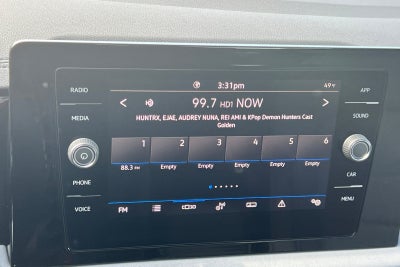 3:31pm
49°F
RADIO
APP
99.7 HD1 NOW
HUNTRX, EJAE, AUDREY NUNA, REI AMI & KPop Demon Hunters Cast
Golden
MEDIA
SOUND
1 2 3 4 5 6
88.3 FM Empty Empty Empty Empty Empty
PHONE
CAR
VOICE
FM
MENU